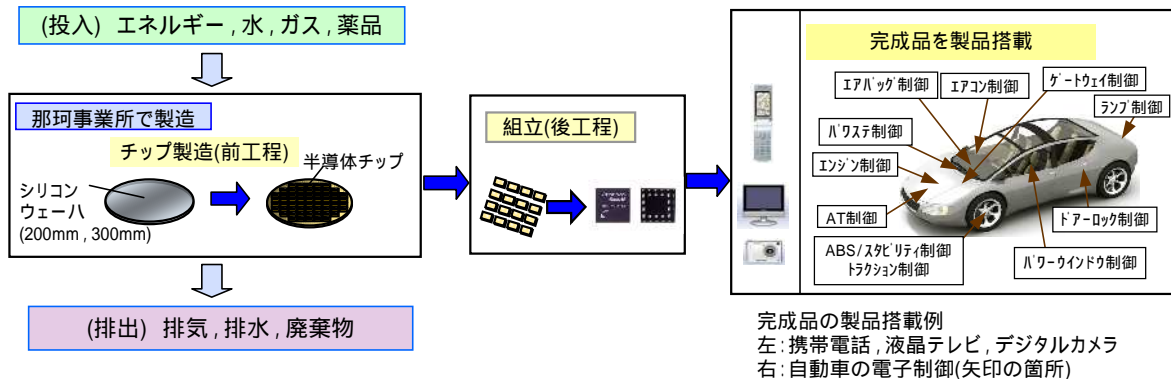 (投入) エネルギー , 水 , ガス , 薬品
那珂事業所で製造
チップ製造(前工程)
半導体チップ
シリコン
ウェーハ
(200mm , 300mm)
(排出) 排気 , 排水 , 廃棄物
組立(後工程)
完成品を製品搭載
エアバッグ制御
エアコン制御
ゲートウェイ制御
ランプ制御
パワステ制御
エンジン制御
AT制御
ABS/スタビリティ制御
トラクション制御
ドアーロック制御
パワーウインドウ制御
完成品の製品搭載例
左:携帯電話 , 液晶テレビ , デジタルカメラ
右:自動車の電子制御(矢印の箇所)